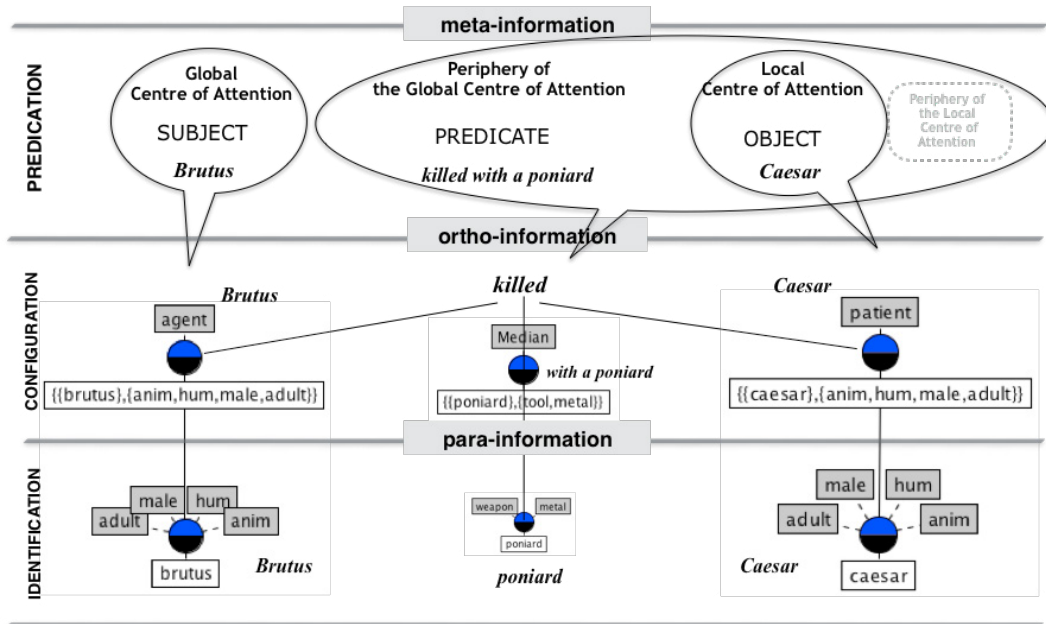 meta-information
PREDICATION
Global
Centre of Attention
SUBJECT
Brutus
Periphery of
the Global Centre of Attention
PREDICATE
killed with a poniard
Local
Centre of Attention
OBJECT
Caesar
Periphery of
the Local
Centre of
Attention
ortho-information
CONFIGURATION
Brutus
agent
{{brutus},{anim,hum,male,adult}}
killed
Median
with a poniard
{{poniard},{tool,metal}}
Caesar
patient
{{caesar},{anim,hum,male,adult}}
para-information
IDENTIFICATION
male
hum
adult
anim
brutus
Brutus
weapon
metal
poniard
poniard
male
hum
adult
anim
caesar
Caesar